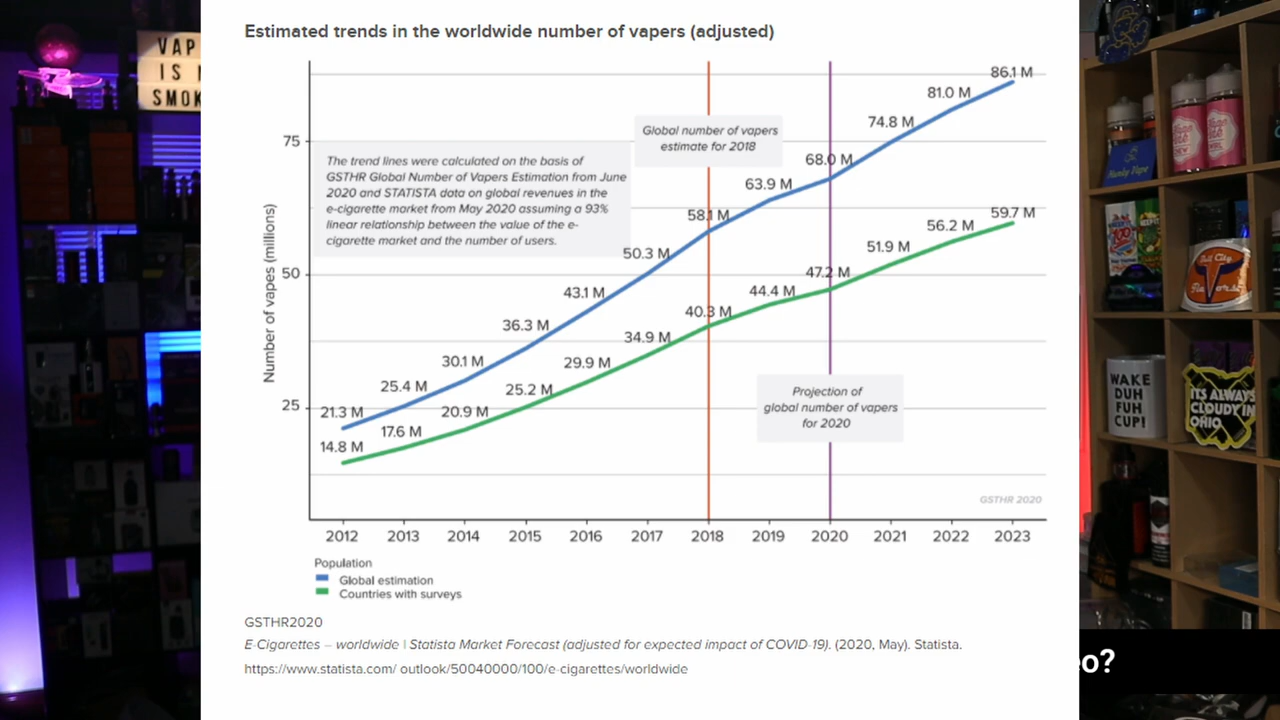 Estimated trends in the worldwide number of vapers (adjusted)
VAP
IS
SMOK
86.1 M
81.0 M
74.8 M
68.0 M
63.9 M
58.1 M
50.3 M
43.1 M
36.3 M
30.1 M
25.4 M
21.3 M
59.7 M
56.2 M
51.9 M
47.2 M
44.4 M
40.3 M
34.9 M
29.9 M
25.2 M
20.9 M
17.6 M
14.8 M
75
50
25
Number of vapes (millions)
Global number of vapers
estimate for 2018
The trend lines were calculated on the basis of
GSTHR Global Number of Vapers Estimation from June
2020 and STATISTA data on global revenues in the
e-cigarette market from May 2020 assuming a 93%
linear relationship between the value of the e-
cigarette market and the number of users.
Projection of
global number of vapers
for 2020
GSTHR 2020
2012 2013 2014 2015 2016 2017 2018 2019 2020 2021 2022 2023
Population
Global estimation
Countries with surveys
GSTHR2020
E-Cigarettes – worldwide | Statista Market Forecast (adjusted for expected impact of COVID-19). (2020, May). Statista.
https://www.statista.com/ outlook/50040000/100/e-cigarettes/worldwide
WAKE
DUH
FUH
CUP!
ITS ALWAYS
CLOUDY IN
OHIO
eo?